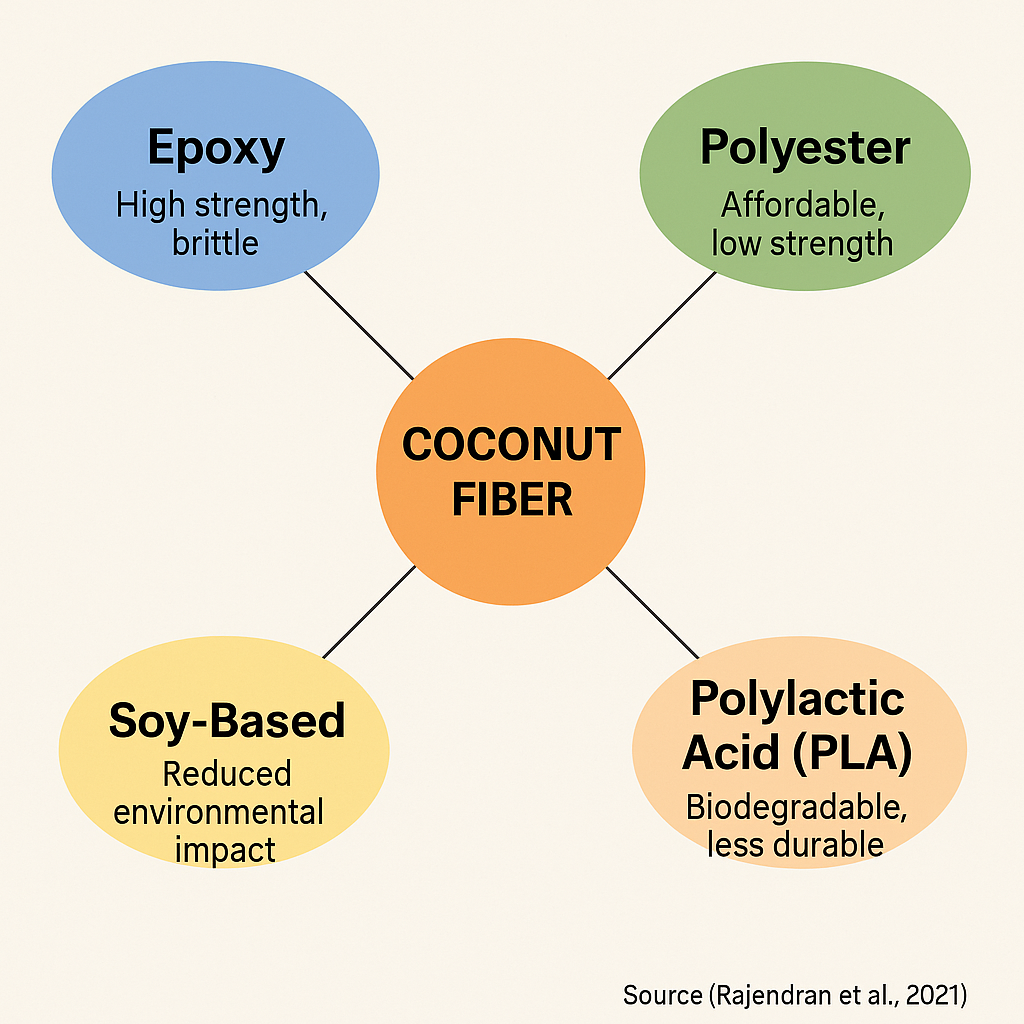 Epoxy
High strength,
brittle
Polyester
Affordable,
low strength
COCONUT
FIBER
Soy-Based
Reduced
environmental
impact
Polylactic
Acid (PLA)
Biodegradable,
less durable
Source (Rajendran et al., 2021)